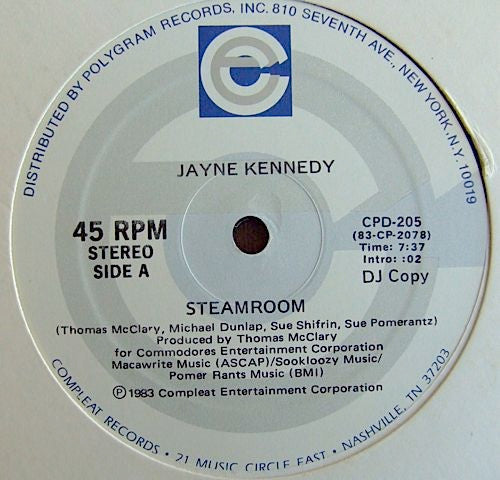 DISTRIBUTED BY POLYGRAM RECORDS, INC. 810 SEVENTH AVE., NEW YORK, N.Y. 10019
JAYNE KENNEDY
45 RPM
STEREO
SIDE A
CPD-205
(83-CP-2078)
Time: 7:37
Intro: :02
DJ Copy
STEAMROOM
(Thomas McClary, Michael Dunlap, Sue Shifrin, Sue Pomerantz)
Produced by Thomas McClary
for Commodores Entertainment Corporation
Macawrite Music (ASCAP)/Sookloozy Music/
Pomer Rants Music (BMI)
Ⓟ 1983 Compleat Entertainment Corporation
COMPLEAT RECORDS • 21 MUSIC CIRCLE EAST • NASHVILLE, TN 37203